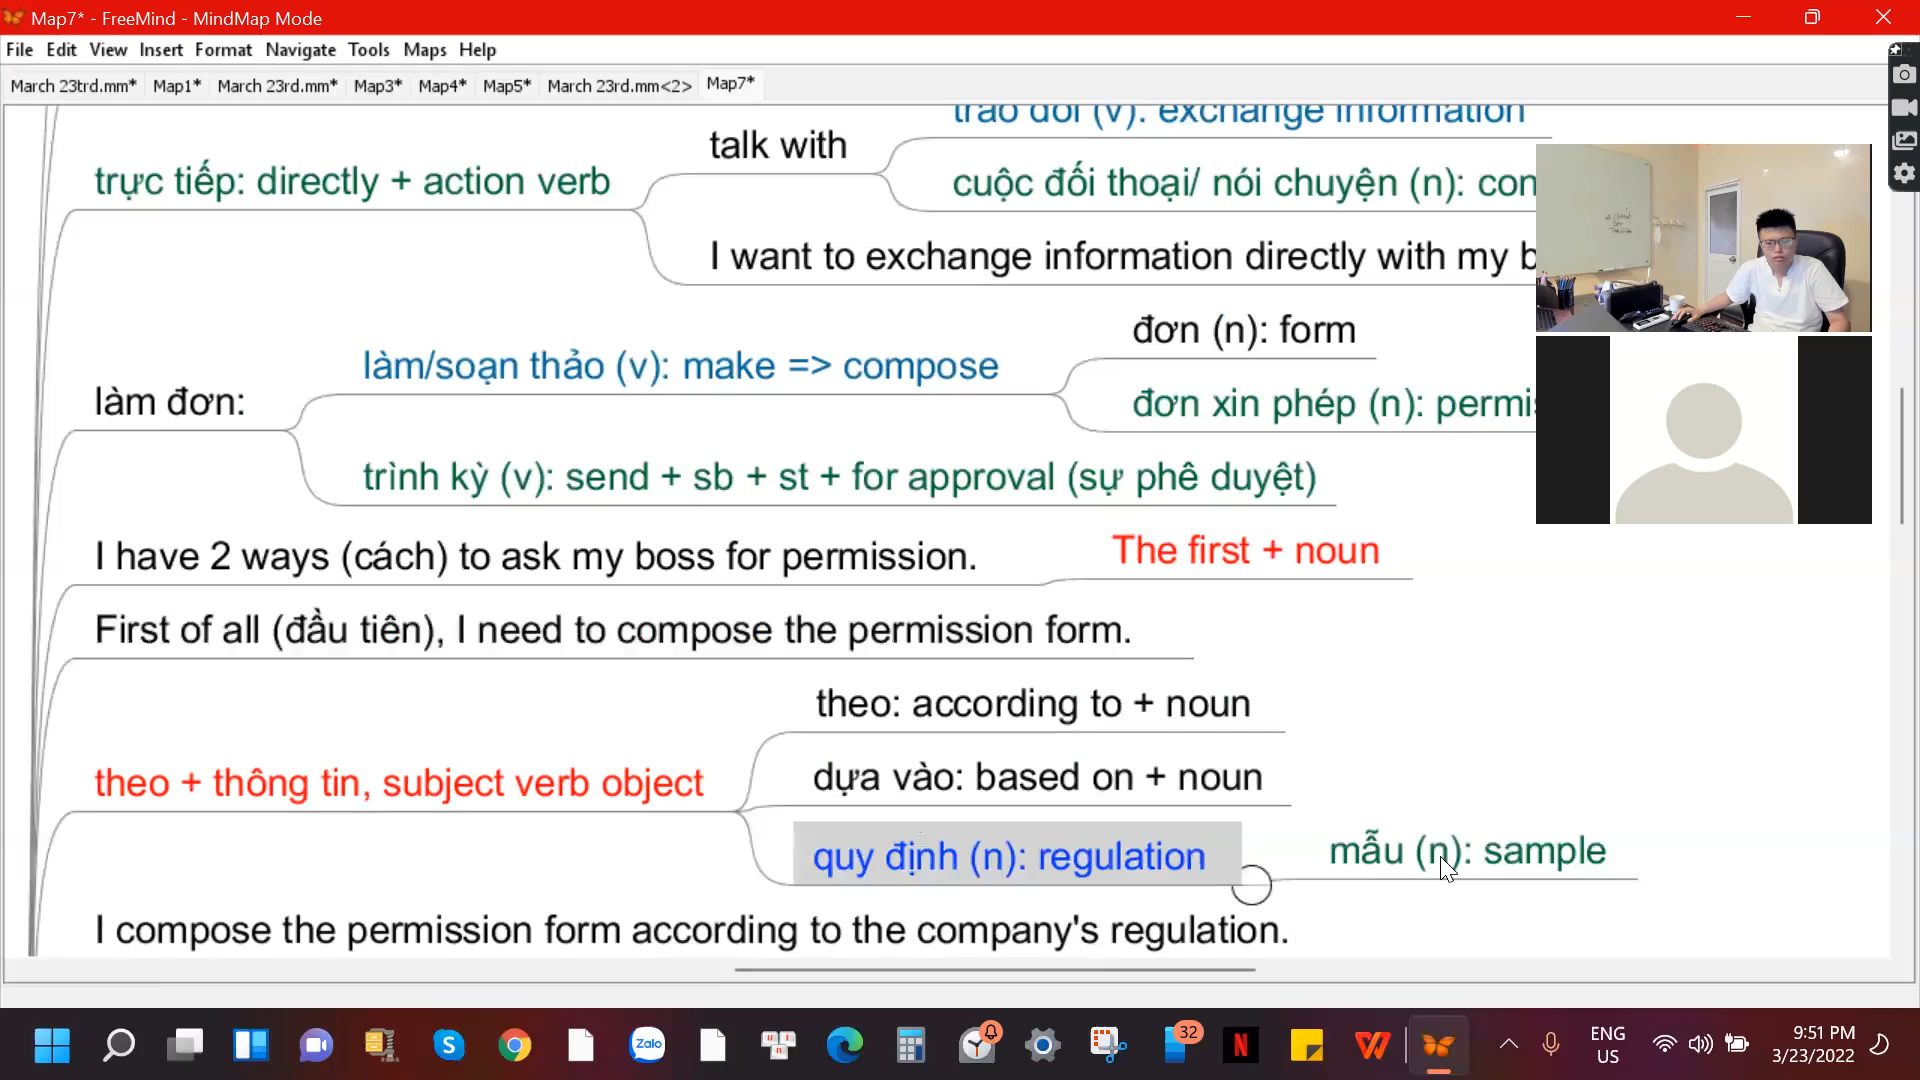 Map7* - FreeMind - MindMap Mode
File Edit View Insert Format Navigate Tools Maps Help
March 23trd.mm* Map1* March 23rd.mm* Map3* Map4* Map5* March 23rd.mm<2> Map7*
trao đổi (v): exchange information
talk with
trực tiếp: directly + action verb
cuộc đối thoại/ nói chuyện (n): con
I want to exchange information directly with my b
đơn (n): form
làm/soạn thảo (v): make => compose
làm đơn:
đơn xin phép (n): permis
trình kỳ (v): send + sb + st + for approval (sự phê duyệt)
I have 2 ways (cách) to ask my boss for permission.
The first + noun
First of all (đầu tiên), I need to compose the permission form.
theo: according to + noun
theo + thông tin, subject verb object
dựa vào: based on + noun
quy định (n): regulation
mẫu (n): sample
I compose the permission form according to the company's regulation.
Zalo
32
N
ENG
US
9:51 PM
3/23/2022